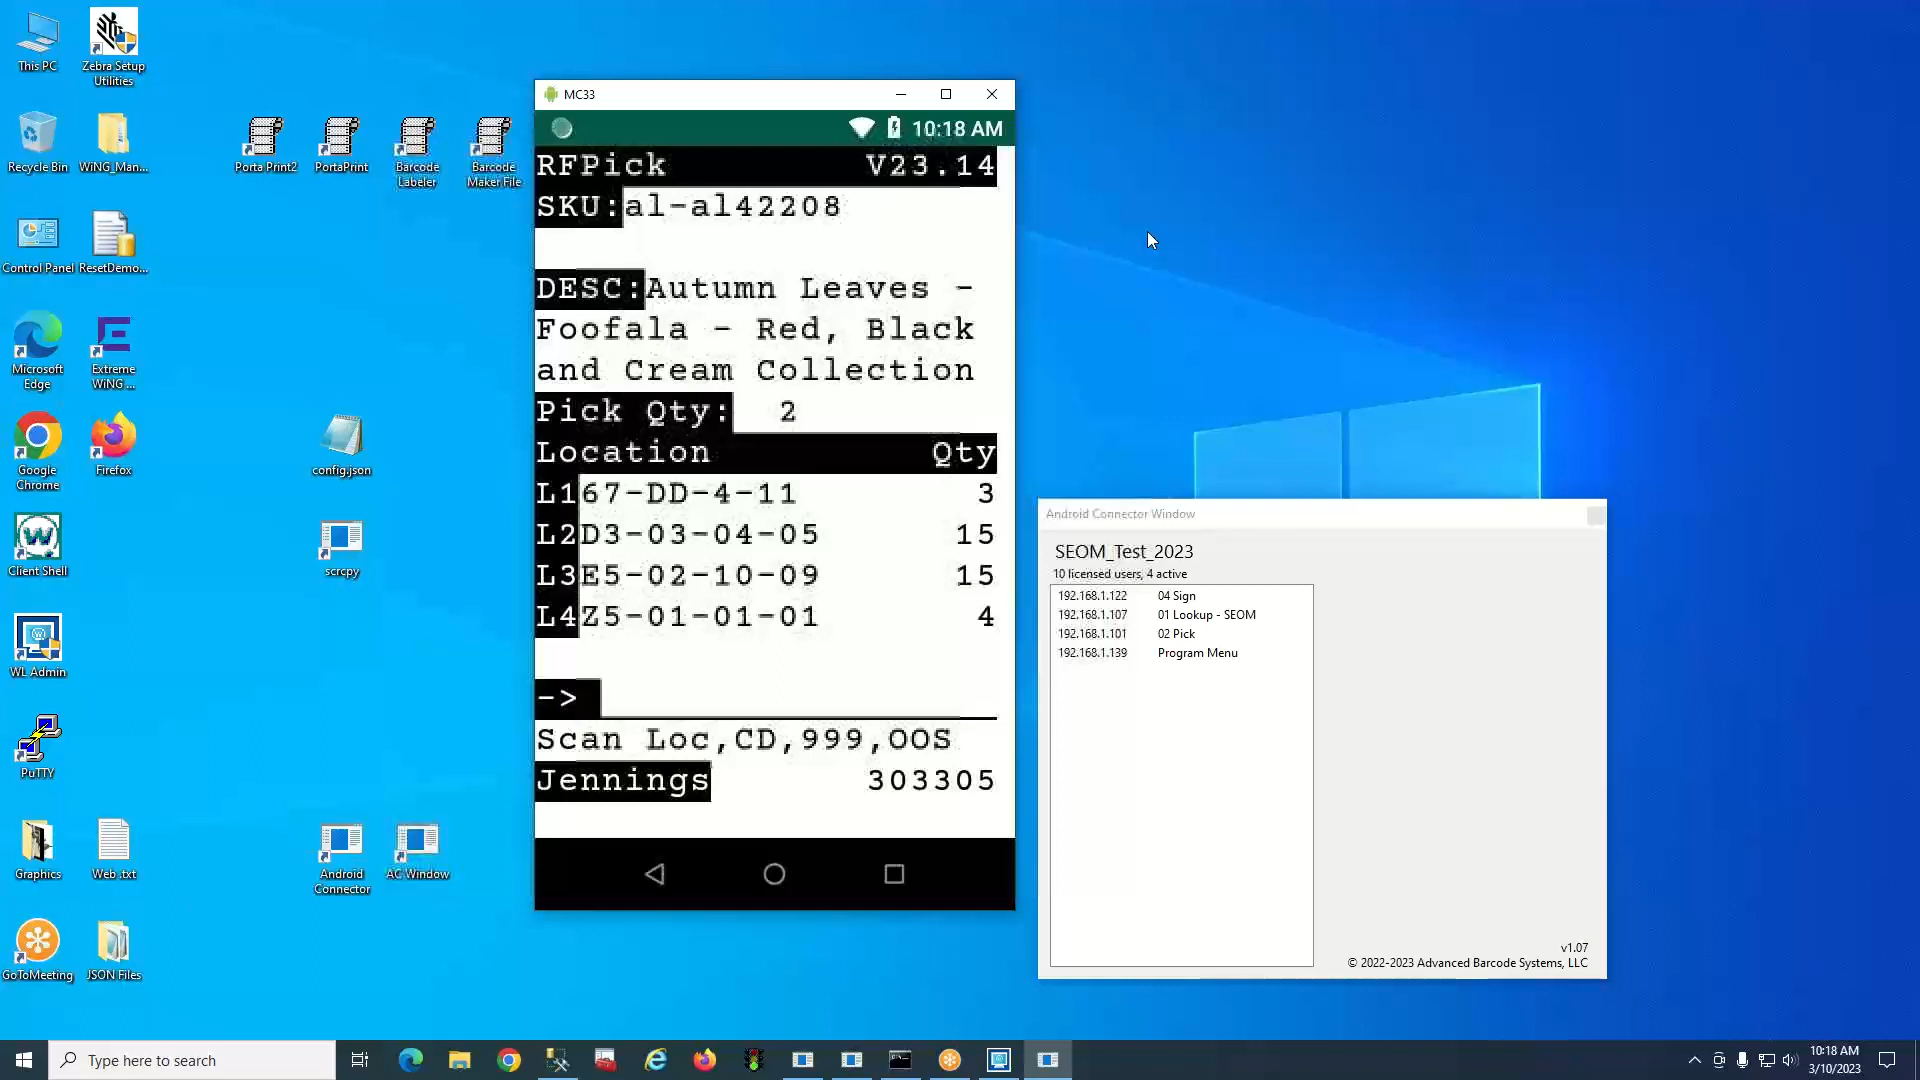 This PC
Zebra Setup
Utilities
Recycle Bin
WiNG_Man...
Porta Print2
PortaPrint
Barcode
Labeler
Barcode
Maker File
Control Panel
ResetDemo...
Microsoft
Edge
Extreme
WiNG ...
Google
Chrome
Firefox
config.json
Client Shell
scrcpy
WL Admin
PuTTY
Graphics
Web .txt
Android
Connector
AC Window
GoToMeeting
JSON Files
MC33
10:18 AM
RFPick V23.14
SKU:al-al42208
DESC:Autumn Leaves -
Foofala - Red, Black
and Cream Collection
Pick Qty: 2
Location Qty
L167-DD-4-11 3
L2D3-03-04-05 15
L3E5-02-10-09 15
L4Z5-01-01-01 4
->
Scan Loc,CD,999,OOS
Jennings 303305
Android Connector Window
SEOM_Test_2023
10 licensed users, 4 active
192.168.1.122 04 Sign
192.168.1.107 01 Lookup - SEOM
192.168.1.101 02 Pick
192.168.1.139 Program Menu
v1.07
© 2022-2023 Advanced Barcode Systems, LLC
Type here to search
10:18 AM
3/10/2023